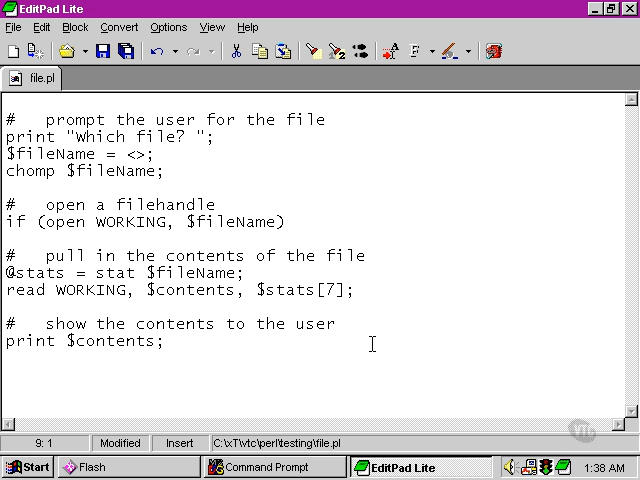 EditPad Lite
File Edit Block Convert Options View Help
file.pl
#   prompt the user for the file
print "Which file? ";
$fileName = <>;
chomp $fileName;
#   open a filehandle
if (open WORKING, $fileName)
#   pull in the contents of the file
@stats = stat $fileName;
read WORKING, $contents, $stats[7];
#   show the contents to the user
print $contents;
9: 1 Modified Insert C:\xT\vtc\perl\testing\file.pl
VTC
Start Flash Command Prompt EditPad Lite 1:38 AM